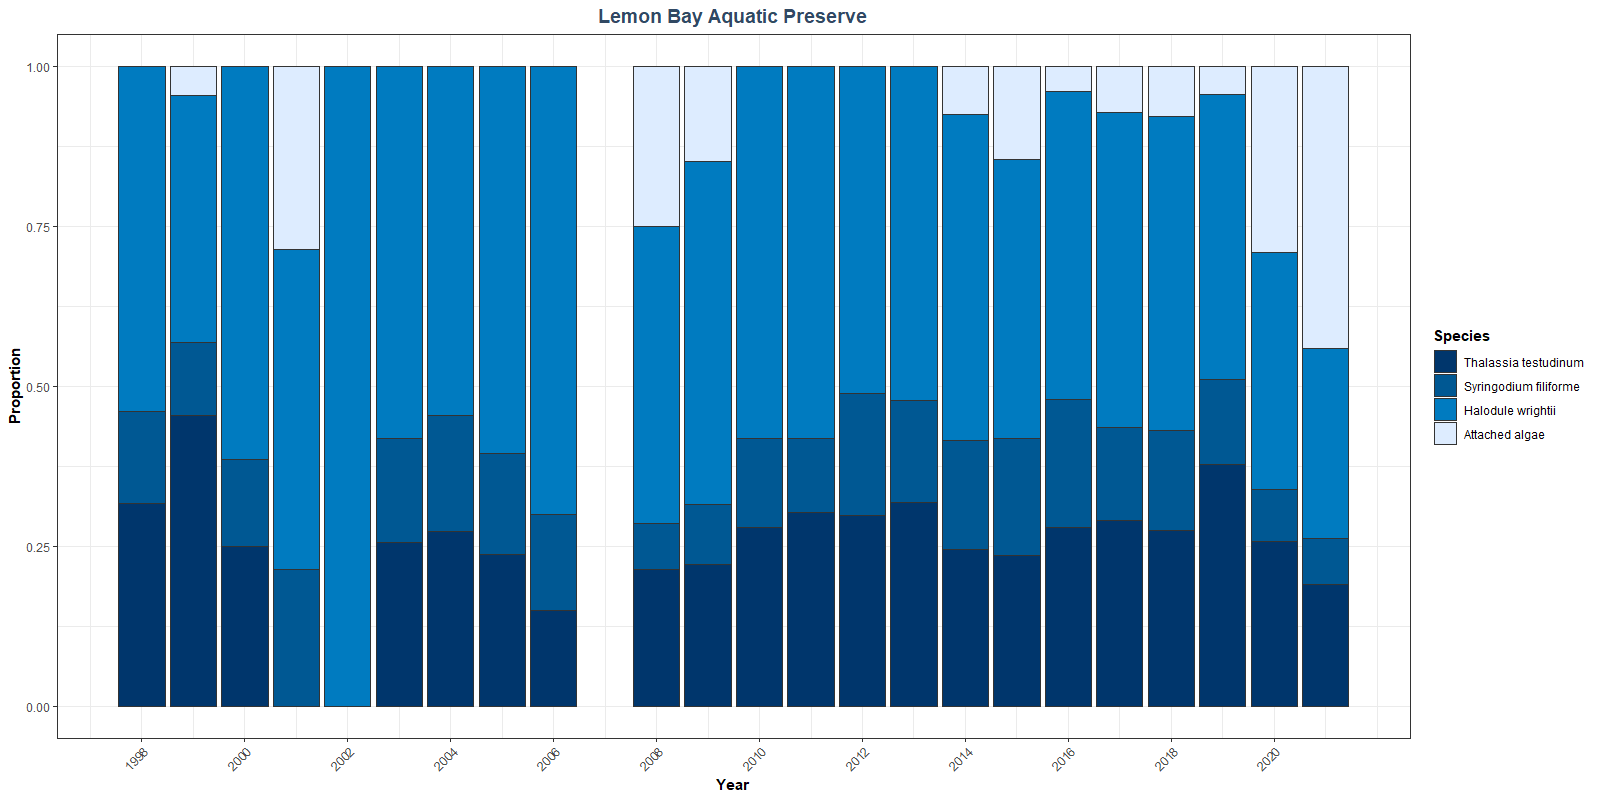 Lemon Bay Aquatic Preserve
1.00
0.75
0.50
0.25
0.00
Proportion
1998
2000
2002
2004
2006
2008
2010
2012
2014
2016
2018
2020
Year
Species
Thalassia testudinum
Syringodium filiforme
Halodule wrightii
Attached algae